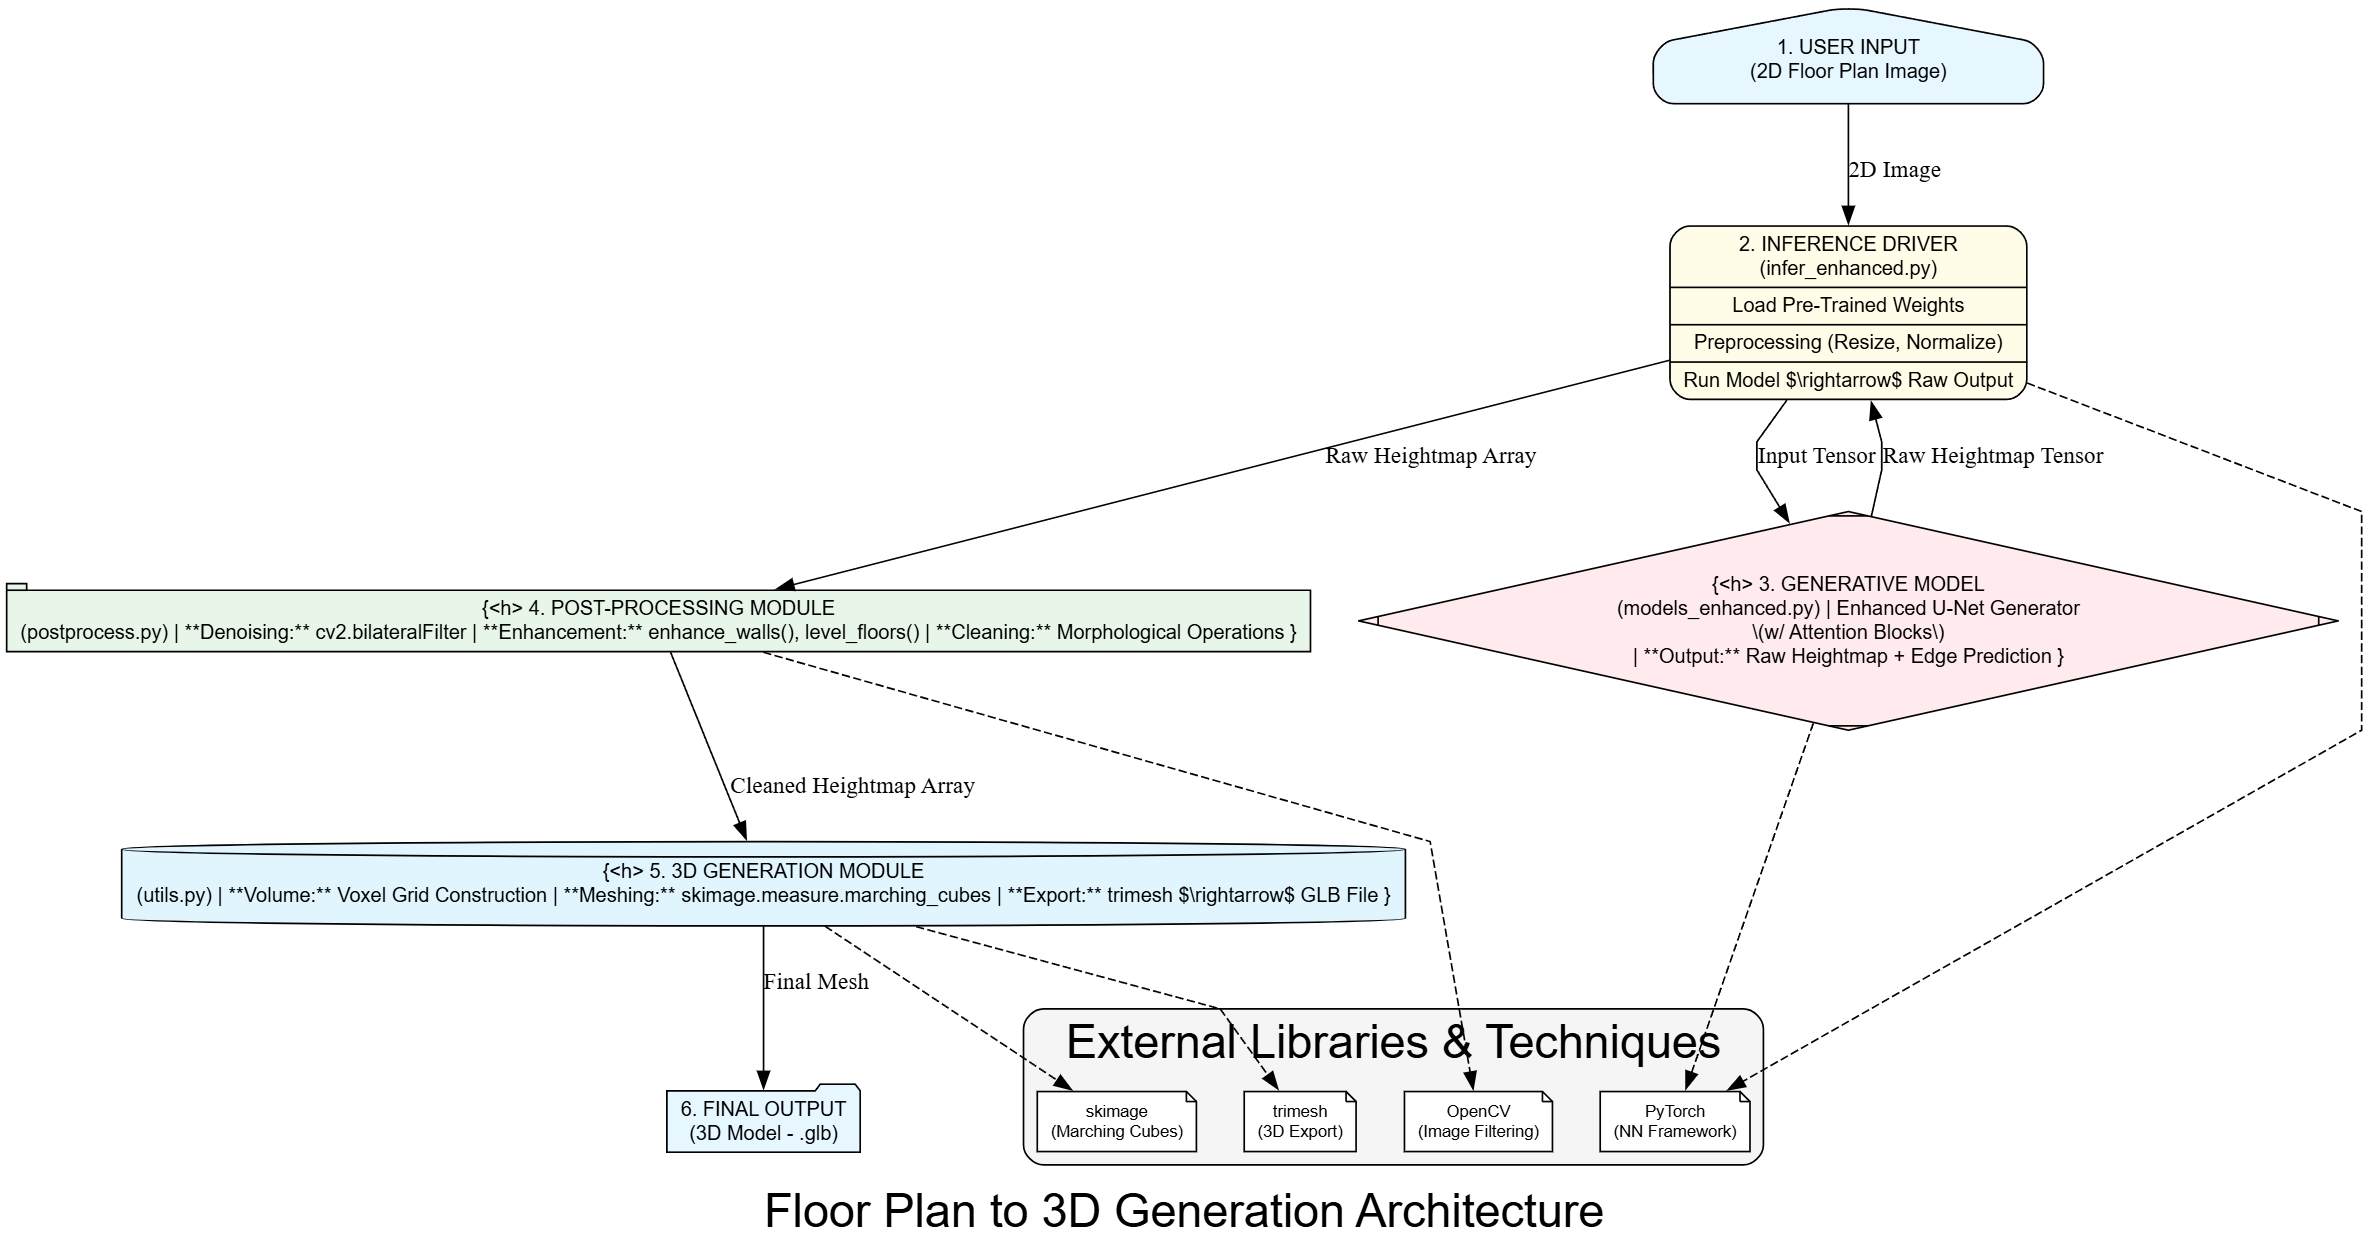 1. USER INPUT
(2D Floor Plan Image)
2D Image
2. INFERENCE DRIVER
(infer_enhanced.py)
Load Pre-Trained Weights
Preprocessing (Resize, Normalize)
Run Model $\rightarrow$ Raw Output
Raw Heightmap Array
Input Tensor
Raw Heightmap Tensor
{<h> 3. GENERATIVE MODEL
(models_enhanced.py) | Enhanced U-Net Generator
\(w/ Attention Blocks\)
| **Output:** Raw Heightmap + Edge Prediction }
{<h> 4. POST-PROCESSING MODULE
(postprocess.py) | **Denoising:** cv2.bilateralFilter | **Enhancement:** enhance_walls(), level_floors() | **Cleaning:** Morphological Operations }
Cleaned Heightmap Array
{<h> 5. 3D GENERATION MODULE
(utils.py) | **Volume:** Voxel Grid Construction | **Meshing:** skimage.measure.marching_cubes | **Export:** trimesh $\rightarrow$ GLB File }
Final Mesh
6. FINAL OUTPUT
(3D Model - .glb)
External Libraries & Techniques
skimage
(Marching Cubes)
trimesh
(3D Export)
OpenCV
(Image Filtering)
PyTorch
(NN Framework)
Floor Plan to 3D Generation Architecture